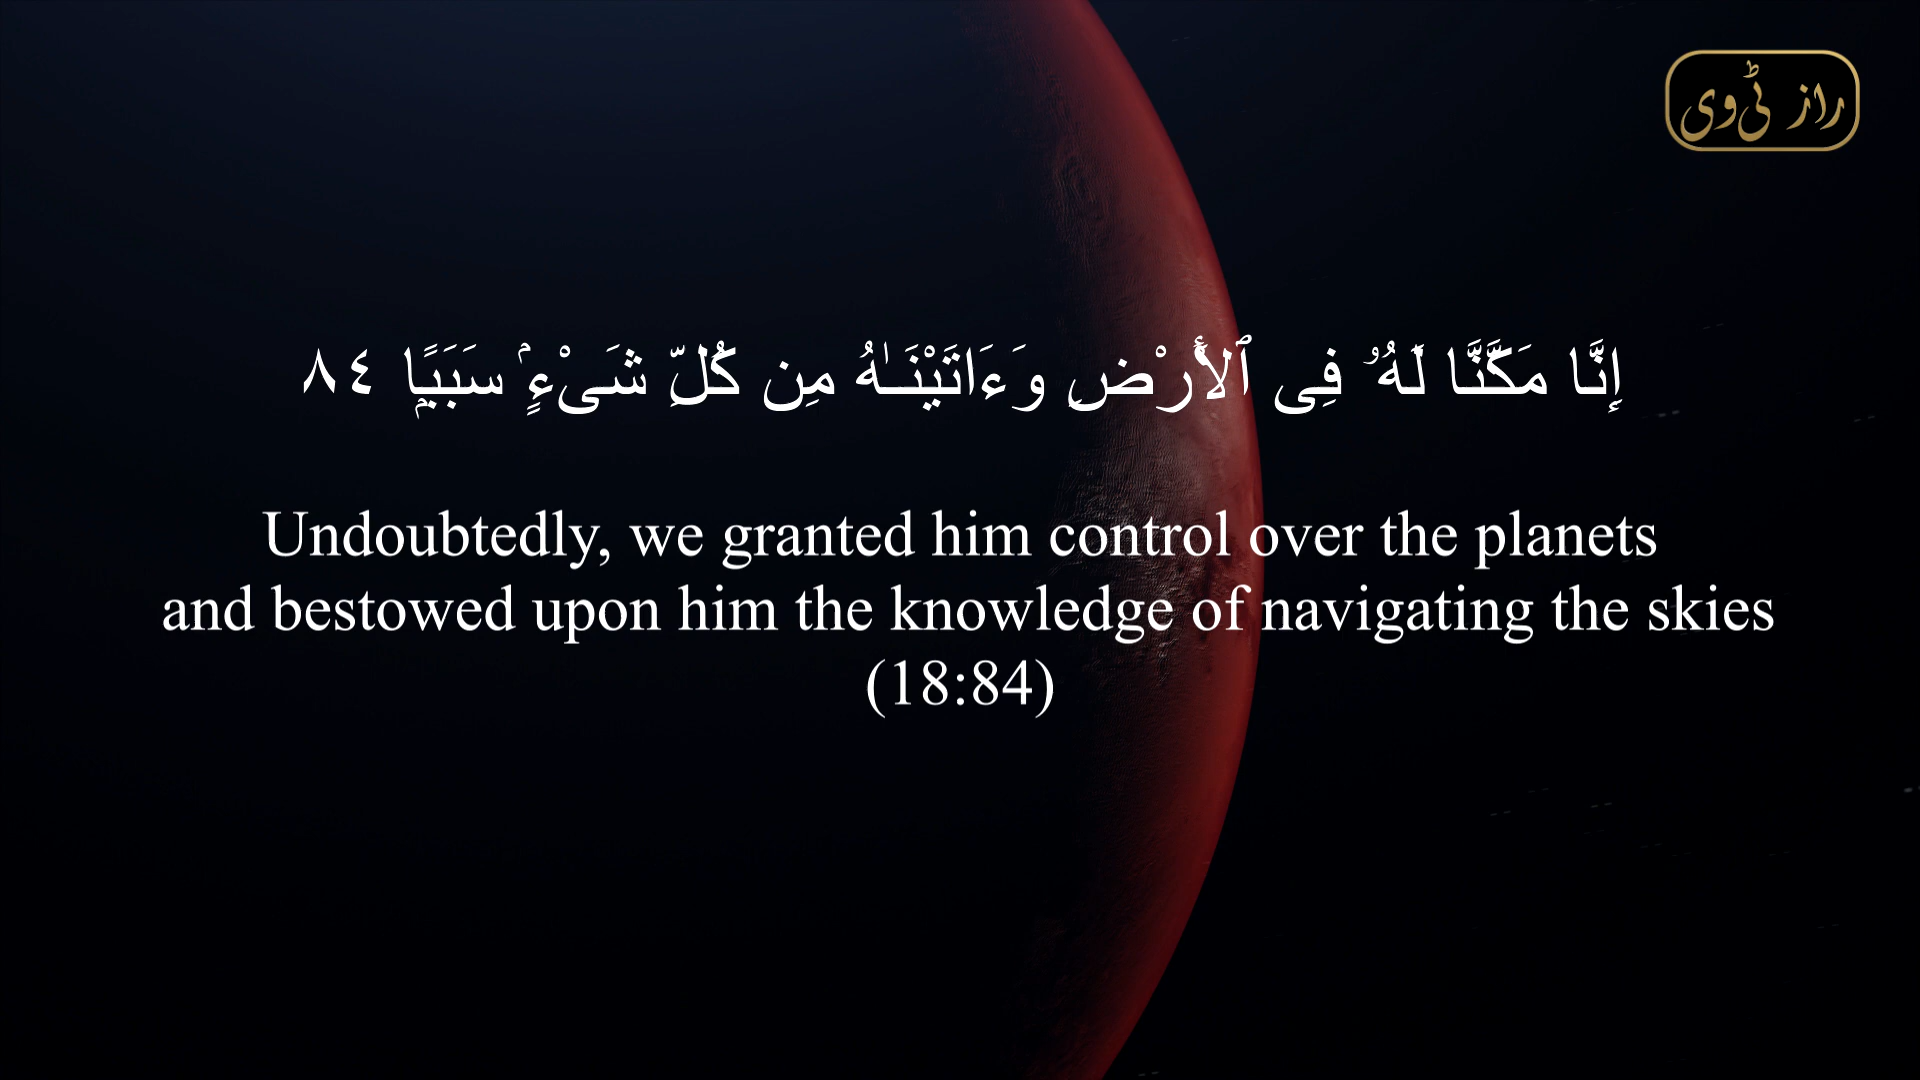 راز ٹی وی
إِنَّا مَكَّنَّا لَهُۥ فِى ٱلْأَرْضِ وَءَاتَيْنَـٰهُ مِن كُلِّ شَىْءٍۢ سَبَبًۭا ٨٤
Undoubtedly, we granted him control over the planets
and bestowed upon him the knowledge of navigating the skies
(18:84)